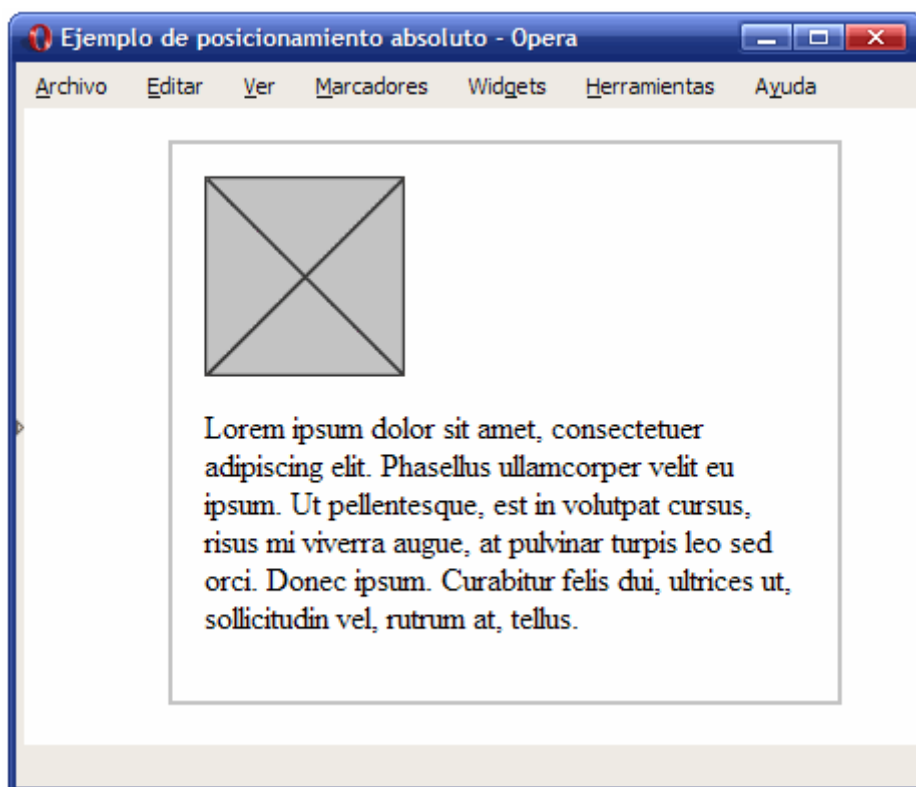 Ejemplo de posicionamiento absoluto - Opera
Archivo Editar Ver Marcadores Widgets Herramientas Ayuda
Lorem ipsum dolor sit amet, consectetuer
adipiscing elit. Phasellus ullamcorper velit eu
ipsum. Ut pellentesque, est in volutpat cursus,
risus mi viverra augue, at pulvinar turpis leo sed
orci. Donec ipsum. Curabitur felis dui, ultrices ut,
sollicitudin vel, rutrum at, tellus.